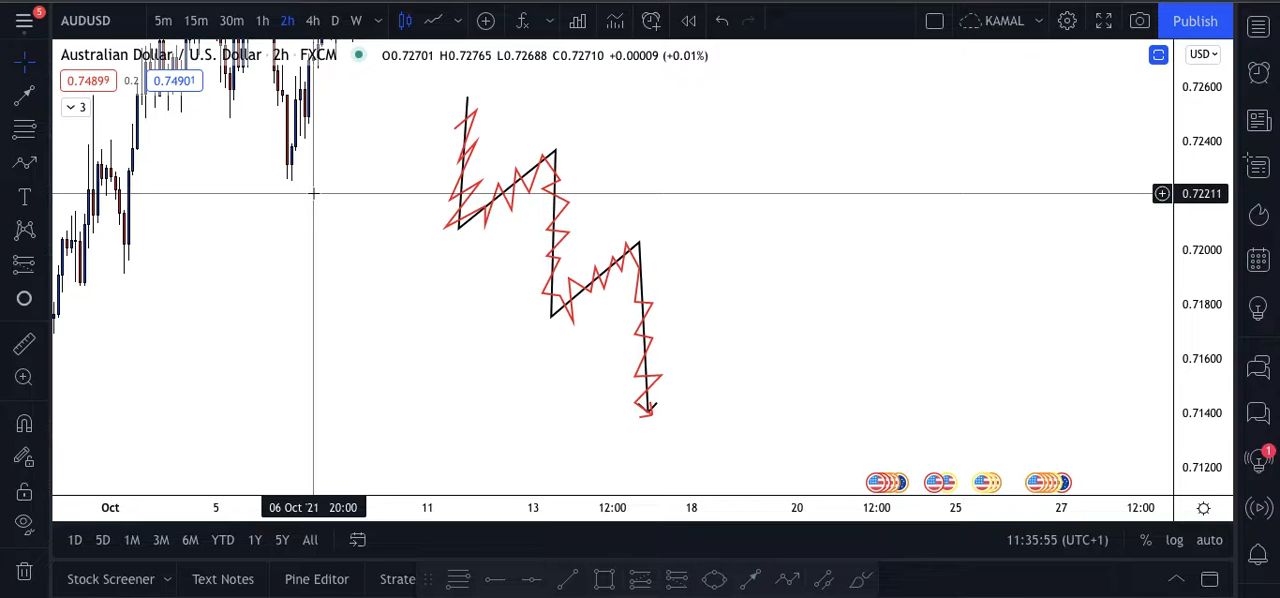 5
AUDUSD 5m 15m 30m 1h 2h 4h D W KAMAL Publish
Australian Dollar / U.S. Dollar 2h FXCM O0.72701 H0.72765 L0.72688 C0.72710 +0.00009 (+0.01%) USD
0.74899 0.2 0.74901
3
0.72600
0.72400
0.72211
0.72000
0.71800
0.71600
0.71400
1
0.71200
Oct 5 06 Oct '21 20:00 11 13 12:00 18 20 12:00 25 27 12:00
1D 5D 1M 3M 6M YTD 1Y 5Y All 11:35:55 (UTC+1) % log auto
Stock Screener Text Notes Pine Editor Strate